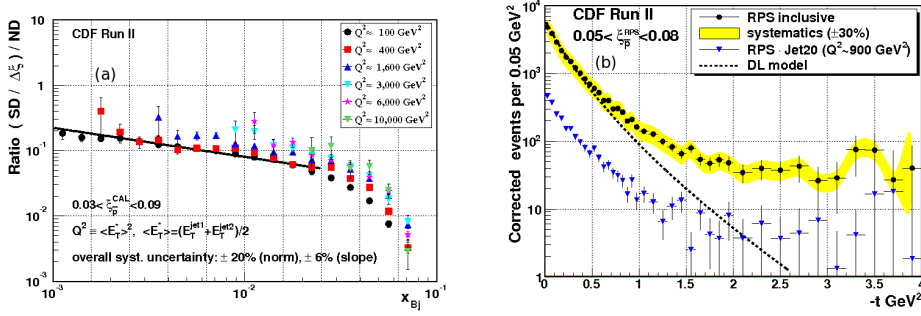 Ratio ( SD / Δξ) / ND
10
1
10⁻¹
10⁻²
10⁻³
CDF Run II
(a)
Q² ≈ 100 GeV²
Q² ≈ 400 GeV²
Q² ≈ 1,600 GeV²
Q² ≈ 3,000 GeV²
Q² ≈ 6,000 GeV²
Q² ≈ 10,000 GeV²
0.03 < ξ_p̄^CAL < 0.09
Q² ≡ <E_T>², <E_T>=(E_T^jet1+E_T^jet2)/2
overall syst. uncertainty: ± 20% (norm), ± 6% (slope)
10⁻³ 10⁻² 10⁻¹
x_Bj
Corrected events per 0.05 GeV²
10⁴
10³
10²
10
1
CDF Run II
0.05< ξ_p̄^RPS <0.08
(b)
RPS inclusive
systematics (±30%)
RPS · Jet20 (Q²~900 GeV²)
DL model
0 0.5 1 1.5 2 2.5 3 3.5 4
-t GeV²